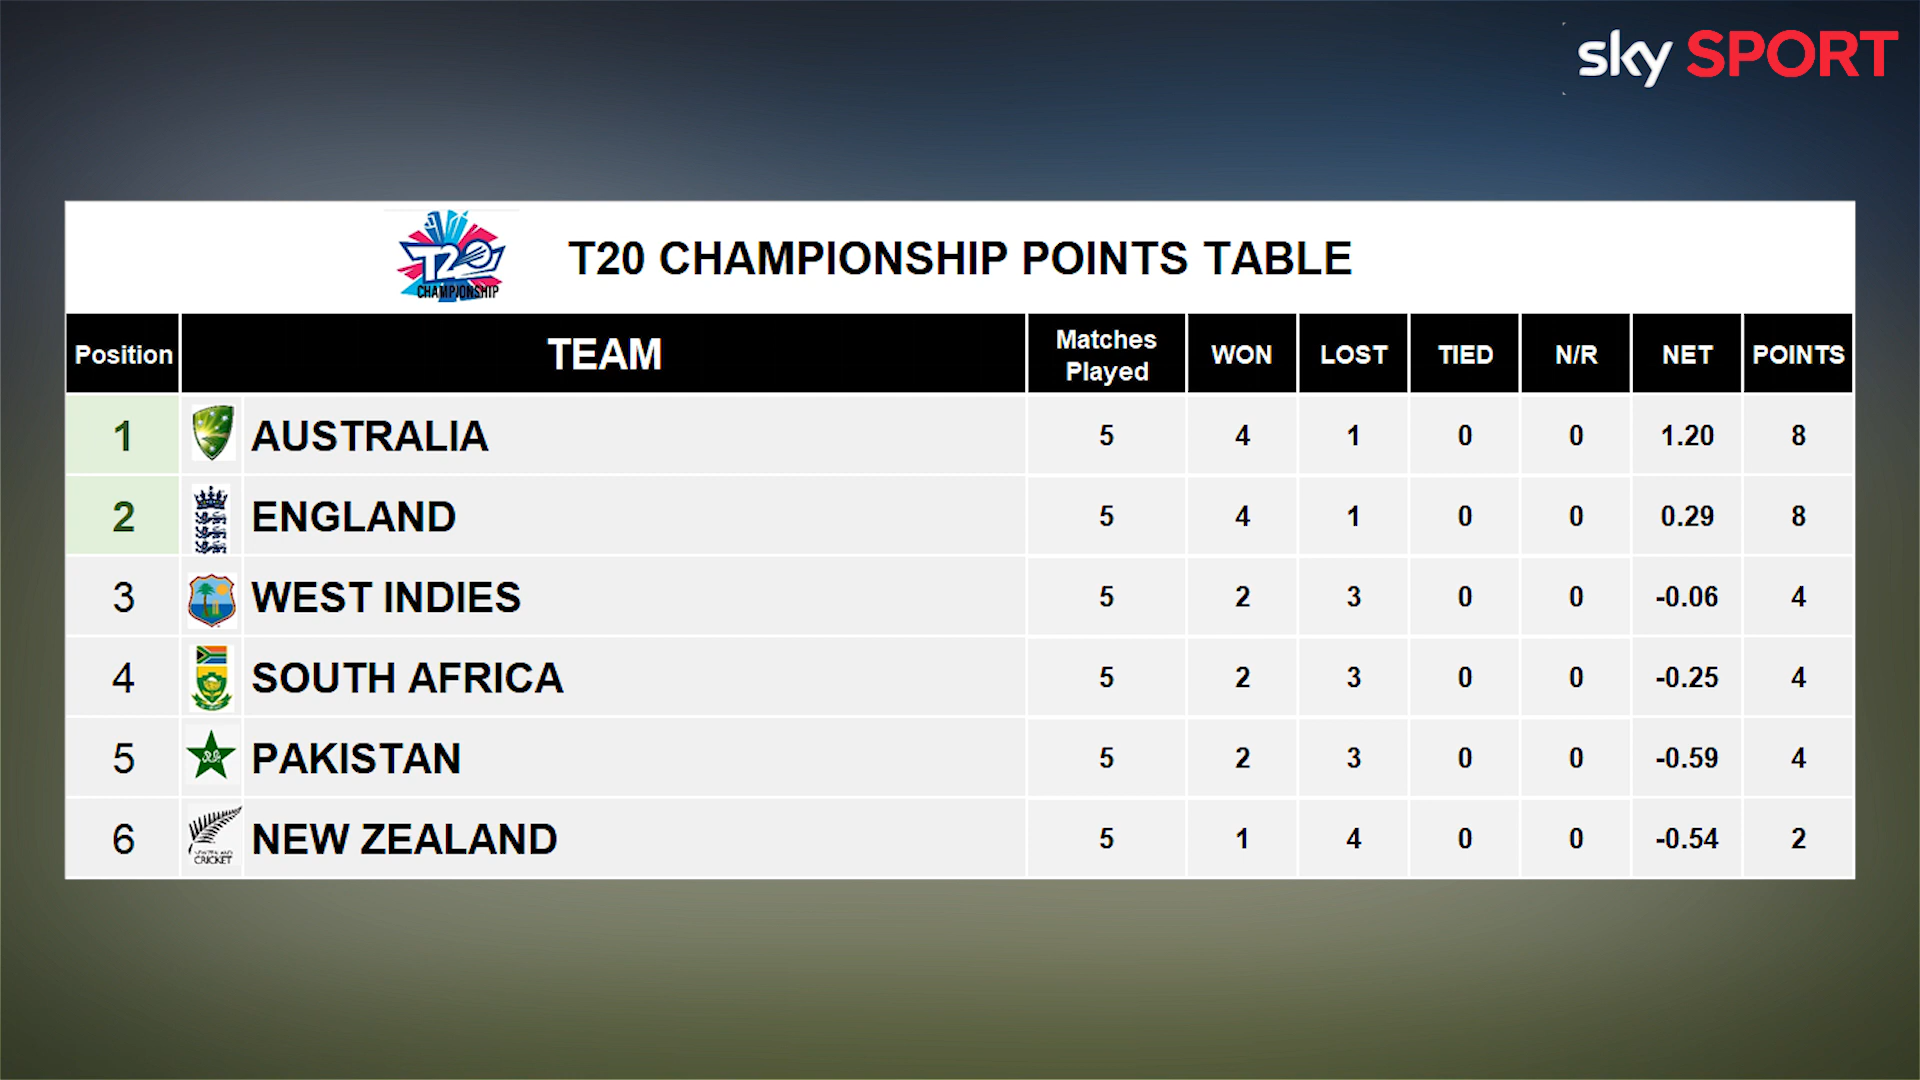 sky SPORT
T20 CHAMPIONSHIP
T20 CHAMPIONSHIP POINTS TABLE
Position TEAM Matches Played WON LOST TIED N/R NET POINTS
1 AUSTRALIA 5 4 1 0 0 1.20 8
2 ENGLAND 5 4 1 0 0 0.29 8
3 WEST INDIES 5 2 3 0 0 -0.06 4
4 SOUTH AFRICA 5 2 3 0 0 -0.25 4
5 PAKISTAN 5 2 3 0 0 -0.59 4
6 CRICKET NEW ZEALAND 5 1 4 0 0 -0.54 2